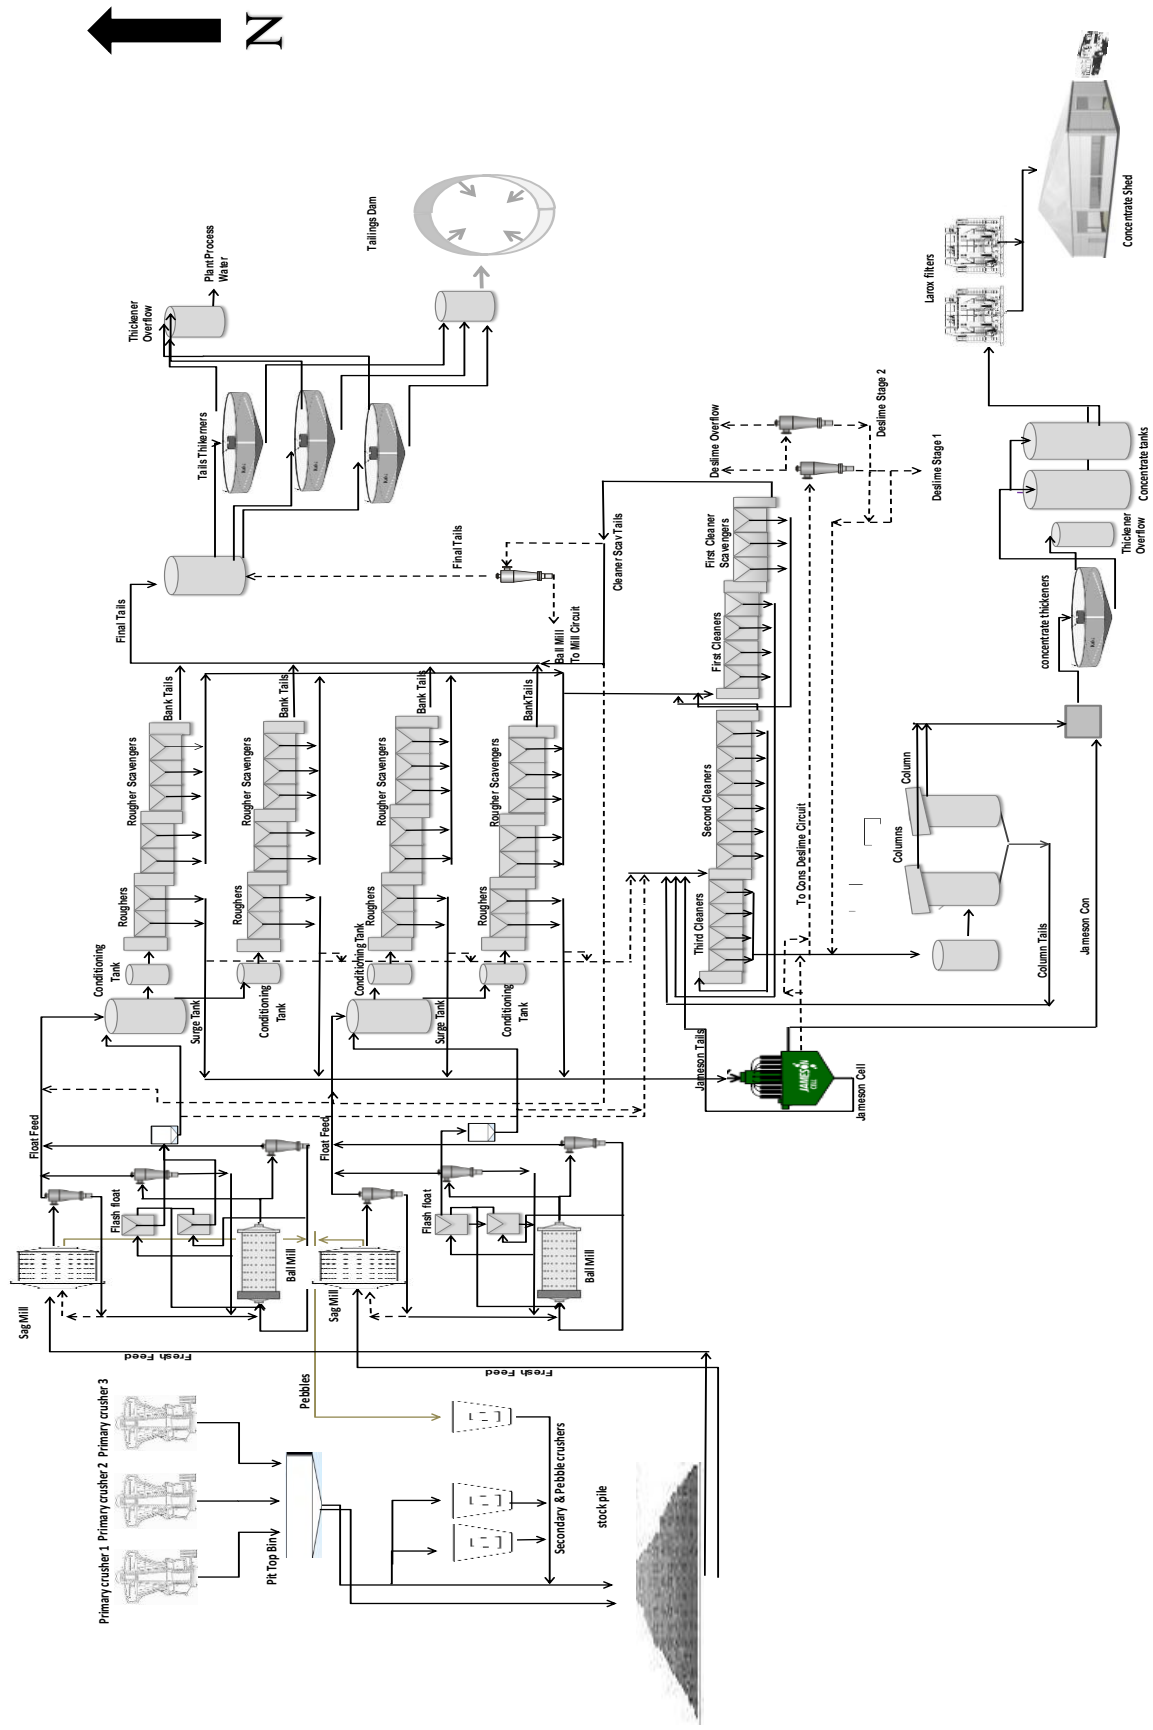 N
Primary crusher 1
Primary crusher 2
Primary crusher 3
Pit Top Bin
Secondary & Pebble crushers
stock pile
Pebbles
Fresh Feed
Fresh Feed
Sag Mill
Ball Mill
Flash float
Float Feed
Sag Mill
Ball Mill
Flash float
Float Feed
Surge Tank
Conditioning
Tank
Conditioning
Tank
Surge Tank
Conditioning Tank
Conditioning
Tank
Roughers
Rougher Scavengers
Bank Tails
Roughers
Rougher Scavengers
Bank Tails
Roughers
Rougher Scavengers
Bank Tails
Roughers
Rougher Scavengers
Bank Tails
Final Tails
Final Tails
Ball Mill
To Mill Circuit
Cleaner Scav Tails
Tails Thikerners
Thickener
Overflow
Plant Process
Water
Tailings Dam
Jameson Tails
JAMESON
CELL
Jameson Cell
Third Cleaners
Second Cleaners
First Cleaners
First Cleaner
Scavengers
To Cons Deslime Circuit
Deslime Overflow
Deslime Stage 2
Deslime Stage 1
Columns
Column
Column Tails
Jameson Con
concentrate thickeners
Thickener
Overflow
Concentrate tanks
Larox filters
Concentrate Shed